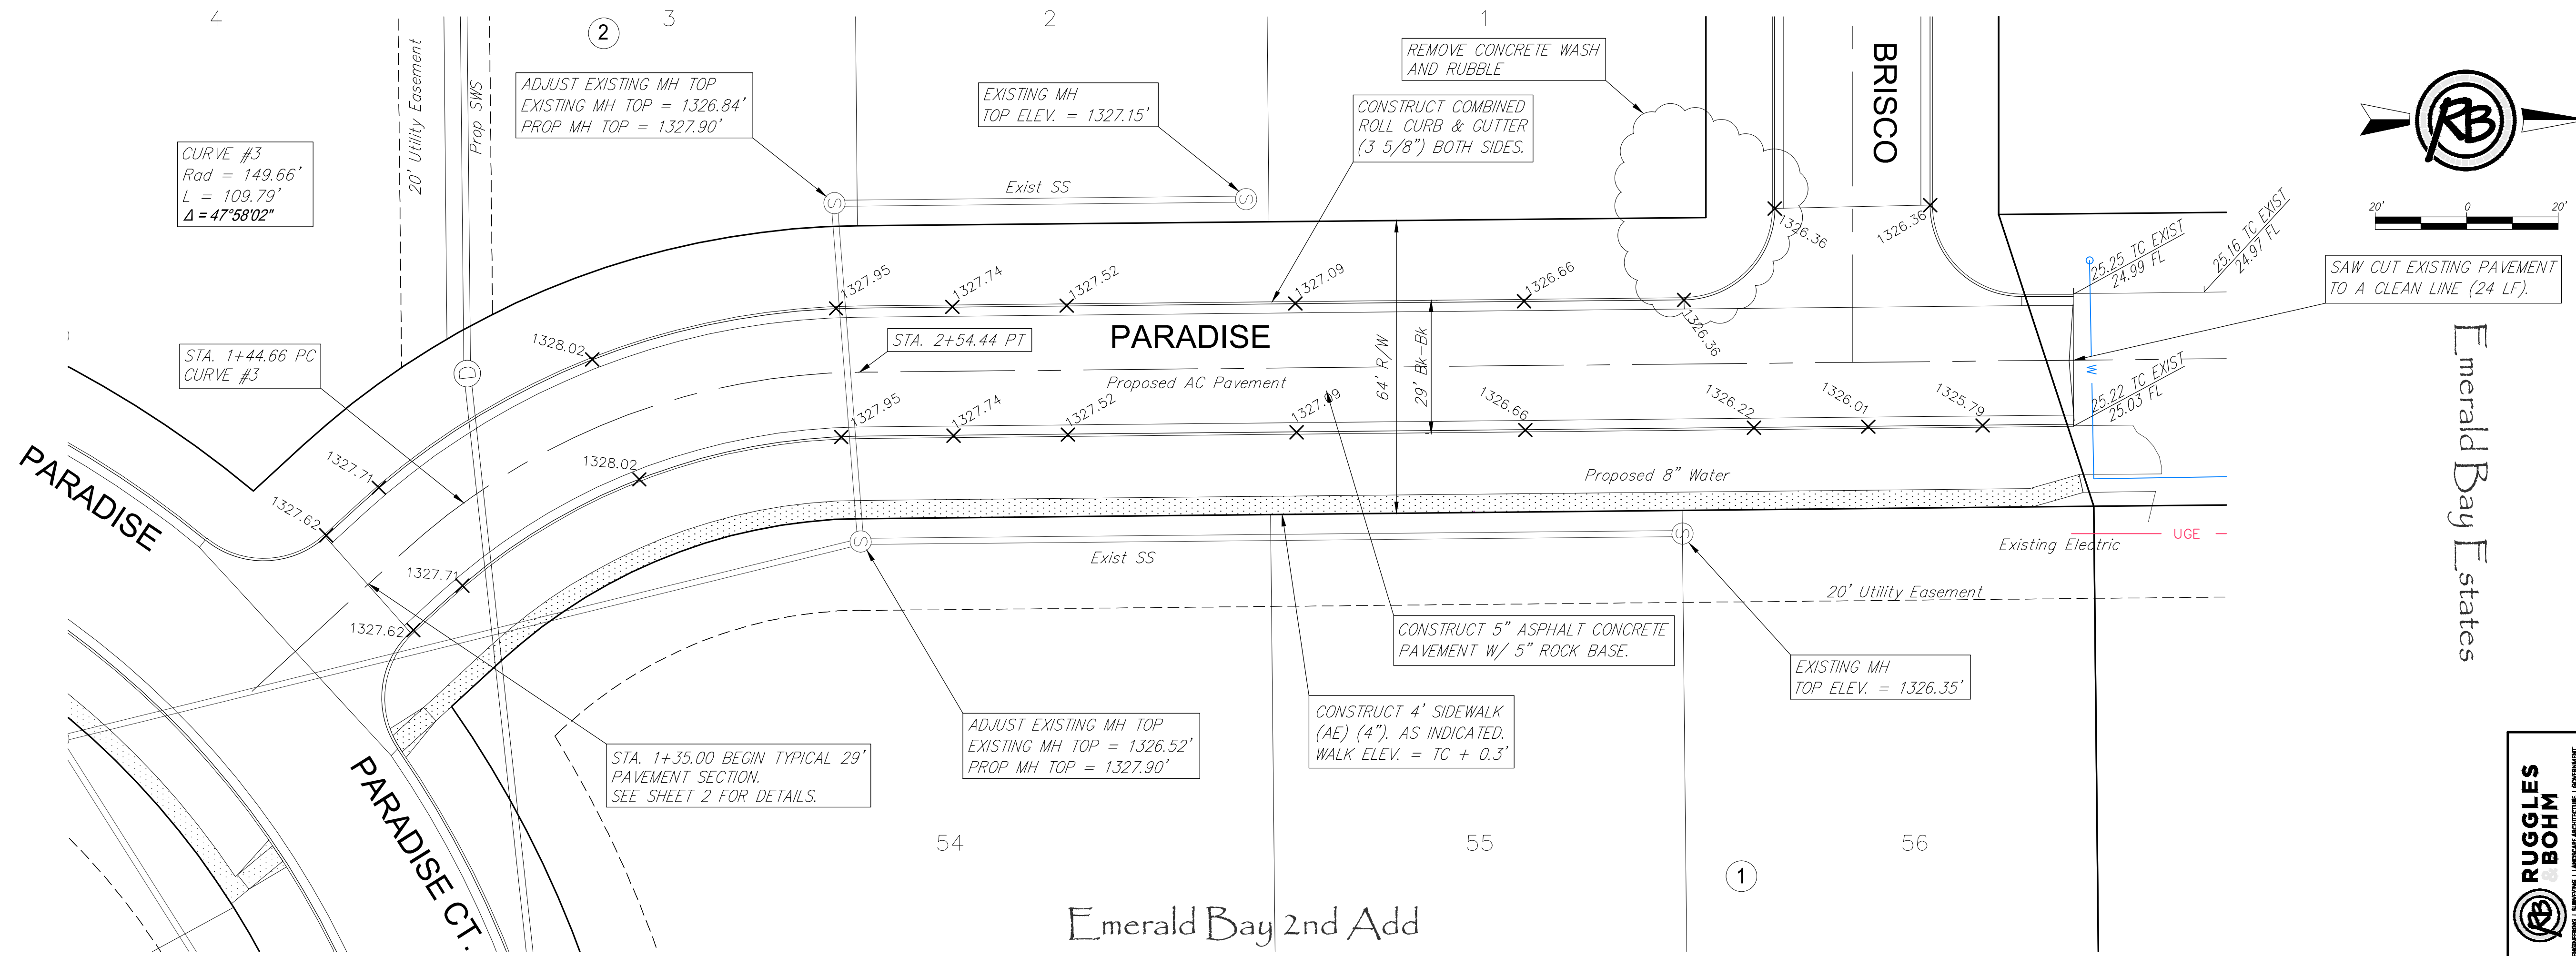 4
3
2
1
2
ADJUST EXISTING MH TOP
EXISTING MH TOP = 1326.84'
PROP MH TOP = 1327.90'
EXISTING MH
TOP ELEV. = 1327.15'
REMOVE CONCRETE WASH
AND RUBBLE
CONSTRUCT COMBINED
ROLL CURB & GUTTER
(3 5/8") BOTH SIDES.
BRISCO
RB
20' Utility Easement
Prop SWS
CURVE #3
Rad = 149.66'
L = 109.79'
Δ = 47°58'02"
Exist SS
S
S
20'
0
20'
1326.36
1326.36
25.25 TC EXIST
24.99 FL
25.16 TC EXIST
24.97 FL
SAW CUT EXISTING PAVEMENT
TO A CLEAN LINE (24 LF).
1327.95
1327.74
1327.52
1327.09
1326.66
1326.36
STA. 1+44.66 PC
CURVE #3
1328.02
D
STA. 2+54.44 PT
PARADISE
Proposed AC Pavement
64' R/W
29' Bk-Bk
W
25.22 TC EXIST
25.03 FL
Emerald Bay Estates
1327.95
1327.74
1327.52
1327.09
1326.66
1326.22
1326.01
1325.79
1327.71
1328.02
1327.62
PARADISE
Proposed 8" Water
S
Exist SS
S
Existing Electric
UGE
1327.71
1327.62
20' Utility Easement
CONSTRUCT 5" ASPHALT CONCRETE
PAVEMENT W/ 5" ROCK BASE.
EXISTING MH
TOP ELEV. = 1326.35'
CONSTRUCT 4' SIDEWALK
(AE) (4"). AS INDICATED.
WALK ELEV. = TC + 0.3'
ADJUST EXISTING MH TOP
EXISTING MH TOP = 1326.52'
PROP MH TOP = 1327.90'
STA. 1+35.00 BEGIN TYPICAL 29'
PAVEMENT SECTION.
SEE SHEET 2 FOR DETAILS.
PARADISE CT.
54
55
56
1
Emerald Bay 2nd Add
RB
RUGGLES
& BOHM
ENGINEERING | SURVEYING | LANDSCAPE ARCHITECTURE | GOVERNMENT